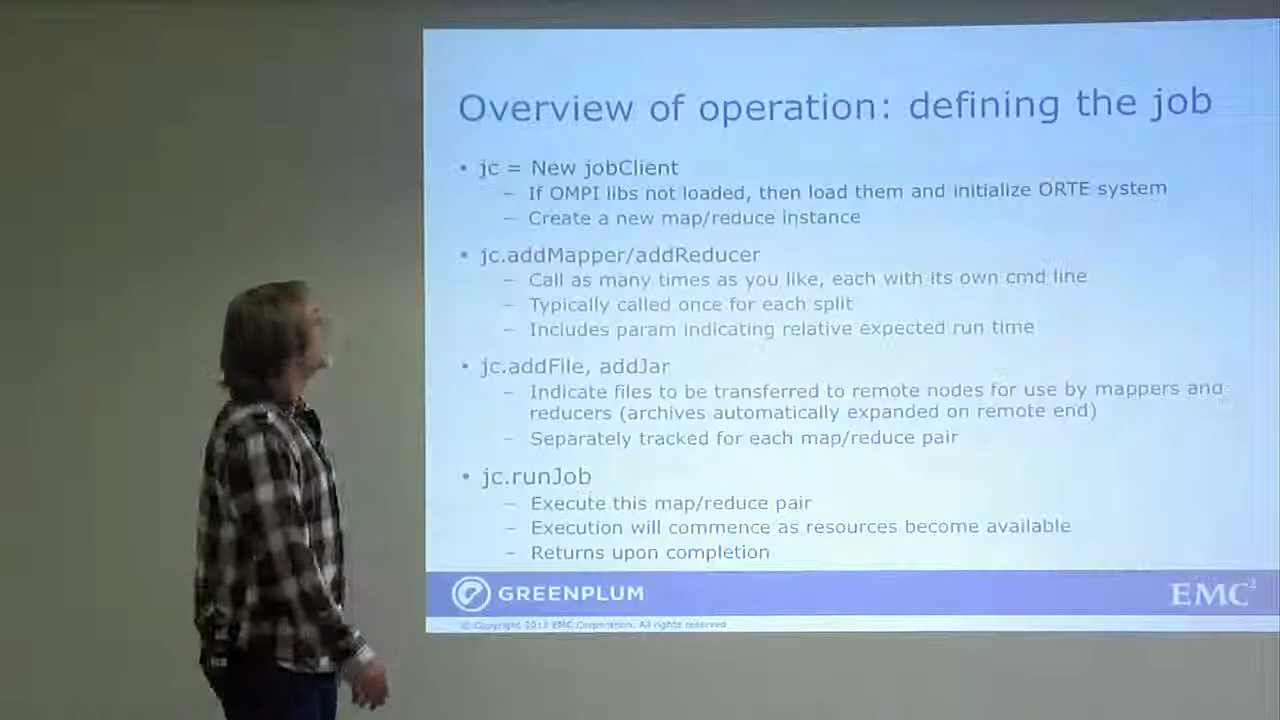 Overview of operation: defining the job
• jc = New jobClient
– If OMPI libs not loaded, then load them and initialize ORTE system
– Create a new map/reduce instance
• jc.addMapper/addReducer
– Call as many times as you like, each with its own cmd line
– Typically called once for each split
– Includes param indicating relative expected run time
• jc.addFile, addJar
– Indicate files to be transferred to remote nodes for use by mappers and
reducers (archives automatically expanded on remote end)
– Separately tracked for each map/reduce pair
• jc.runJob
– Execute this map/reduce pair
– Execution will commence as resources become available
– Returns upon completion
GREENPLUM
EMC²
© Copyright 2012 EMC Corporation. All rights reserved.